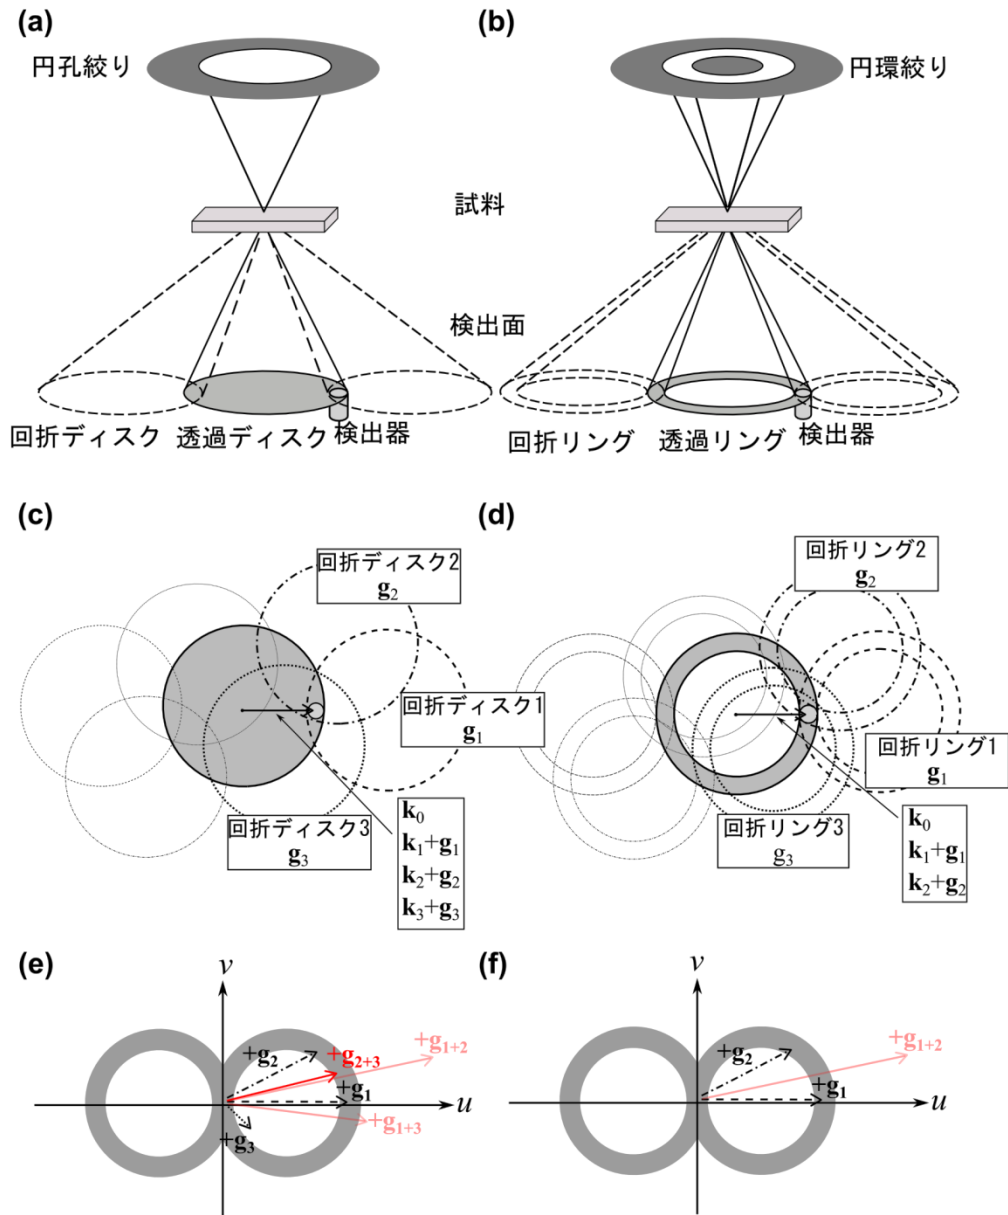 (a)
(b)
円孔絞り
円環絞り
試料
検出面
回折ディスク
透過ディスク
検出器
回折リング
透過リング
検出器
(c)
(d)
回折ディスク2
g2
回折ディスク1
g1
回折ディスク3
g3
k0
k1+g1
k2+g2
k3+g3
回折リング2
g2
回折リング1
g1
回折リング3
g3
k0
k1+g1
k2+g2
(e)
v
+g2
+g2+3
+g1+2
+g1
u
+g3
+g1+3
(f)
v
+g2
+g1+2
+g1
u